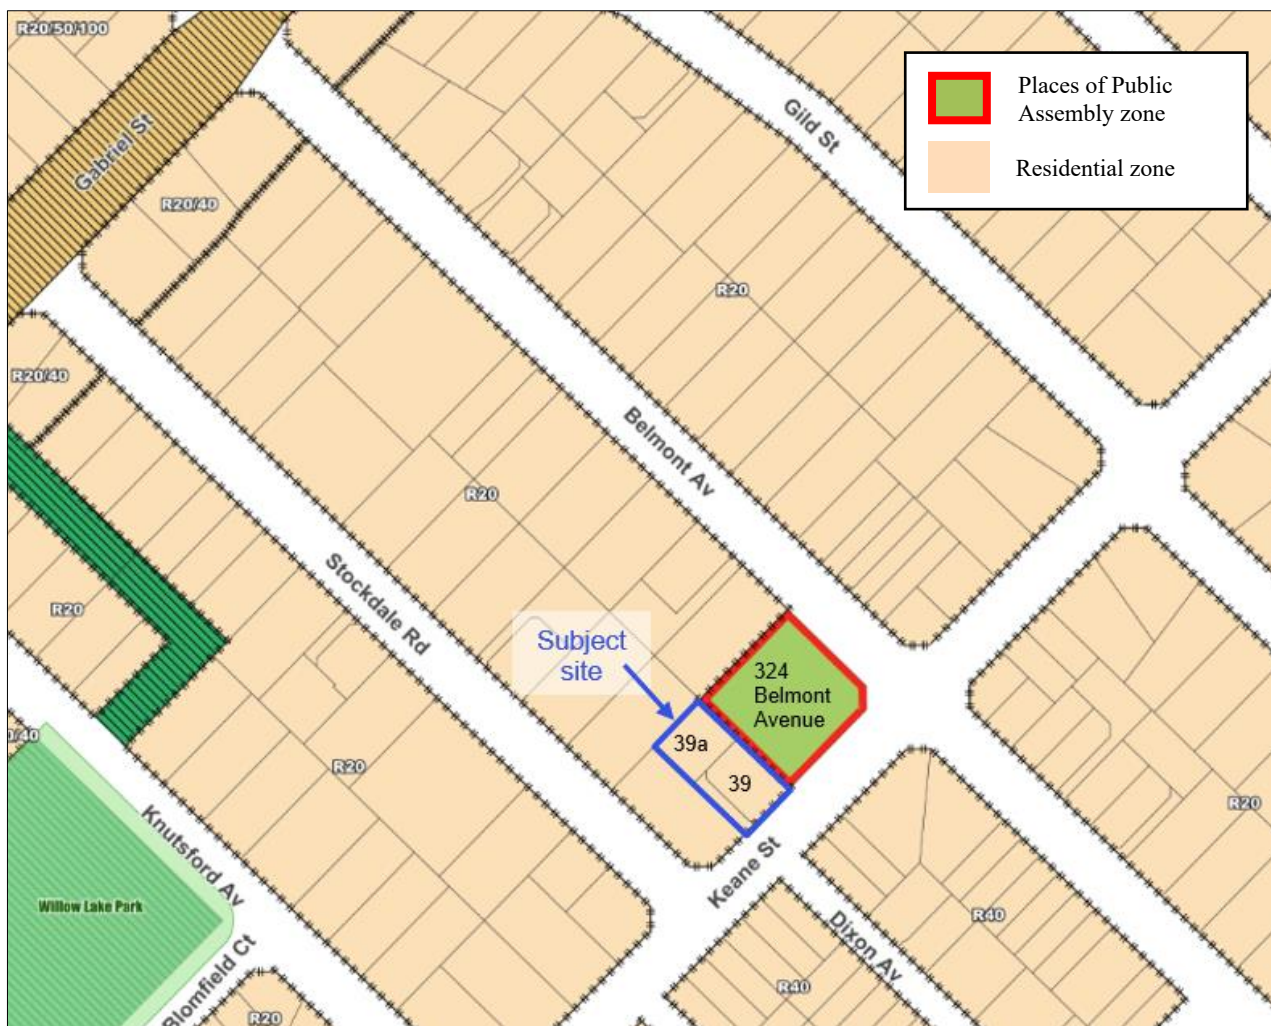 R20/50/100
Gabriel St
Gild St
Places of Public
Assembly zone
Residential zone
R20/40
R20
R20/40
Belmont Av
R20
Stockdale Rd
R20
Subject
site
324
Belmont
Avenue
39a
39
0/40
R20
R20
Knutsford Av
Keane St
Willow Lake Park
Dixon Av
R40
Blomfield Ct
R40
R20